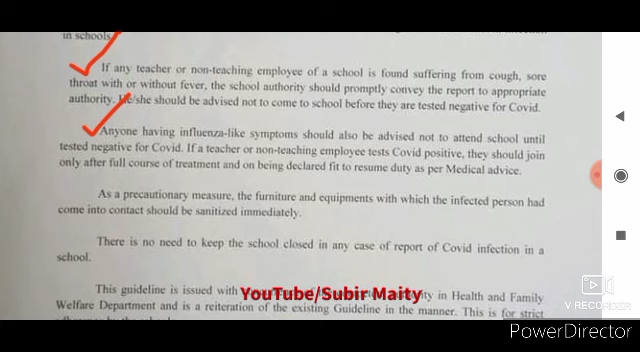 in schools.
If any teacher or non-teaching employee of a school is found suffering from cough, sore
throat with or without fever, the school authority should promptly convey the report to appropriate
authority. He/she should be advised not to come to school before they are tested negative for Covid.
Anyone having influenza-like symptoms should also be advised not to attend school until
tested negative for Covid. If a teacher or non-teaching employee tests Covid positive, they should join
only after full course of treatment and on being declared fit to resume duty as per Medical advice.
As a precautionary measure, the furniture and equipments with which the infected person had
come into contact should be sanitized immediately.
There is no need to keep the school closed in any case of report of Covid infection in a
school.
This guideline is issued with in Health and Family
YouTube/Subir Maity
Welfare Department and is a reiteration of the existing Guideline in the manner. This is for strict
V RECORDER
PowerDirector